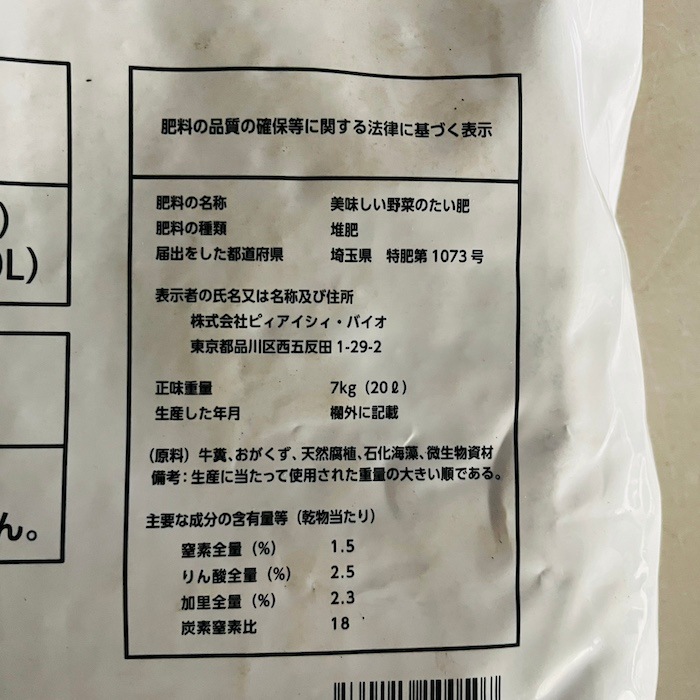 肥料の品質の確保等に関する法律に基づく表示
肥料の名称 美味しい野菜のたい肥
肥料の種類 堆肥
届出をした都道府県 埼玉県 特肥第1073号
表示者の氏名又は名称及び住所
株式会社ピィアイシィ・バイオ
東京都品川区西五反田1-29-2
正味重量 7kg（20ℓ）
生産した年月 欄外に記載
（原料）牛糞、おがくず、天然腐植、石化海藻、微生物資材
備考：生産に当たって使用された重量の大きい順である。
主要な成分の含有量等（乾物当たり）
窒素全量（%） 1.5
りん酸全量（%） 2.5
加里全量（%） 2.3
炭素窒素比 18
)
L)
ん。